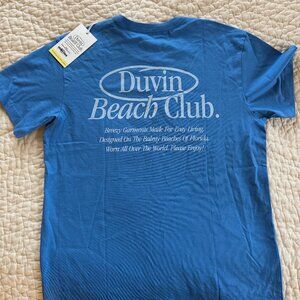 Duvin
Beach Club.
Breezy Garments Made For Easy Living.
Designed On The Balmy Beaches Of Florida.
Worn All Over The World. Please Enjoy!